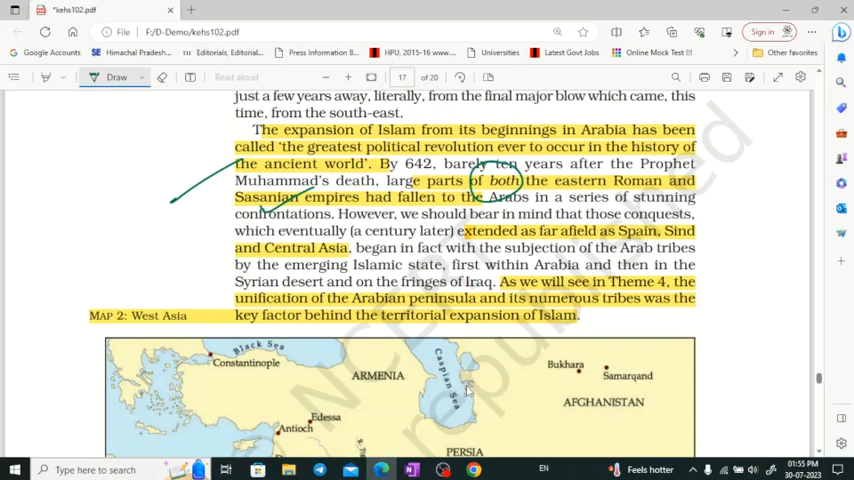 *kehs102.pdf
File | F:/D-Demo/kehs102.pdf
Sign in
Google Accounts
Himachal Pradesh...
Editorials, Editorial...
Press Information B...
HPU, 2015-16 www....
Universities
Latest Govt Jobs
Online Mock Test !!!
Other favorites
Draw
Read aloud
17 of 20
just a few years away, literally, from the final major blow which came, this
time, from the south-east.
The expansion of Islam from its beginnings in Arabia has been
called 'the greatest political revolution ever to occur in the history of
the ancient world'. By 642, barely ten years after the Prophet
Muhammad's death, large parts of both the eastern Roman and
Sasanian empires had fallen to the Arabs in a series of stunning
confrontations. However, we should bear in mind that those conquests,
which eventually (a century later) extended as far afield as Spain, Sind
and Central Asia, began in fact with the subjection of the Arab tribes
by the emerging Islamic state, first within Arabia and then in the
Syrian desert and on the fringes of Iraq. As we will see in Theme 4, the
unification of the Arabian peninsula and its numerous tribes was the
key factor behind the territorial expansion of Islam.
MAP 2: West Asia
Black Sea
Constantinople
ARMENIA
Caspian Sea
Bukhara
Samarqand
AFGHANISTAN
Edessa
Antioch
PERSIA
NCERT
republished
Type here to search
EN
Feels hotter
01:55 PM
30-07-2023